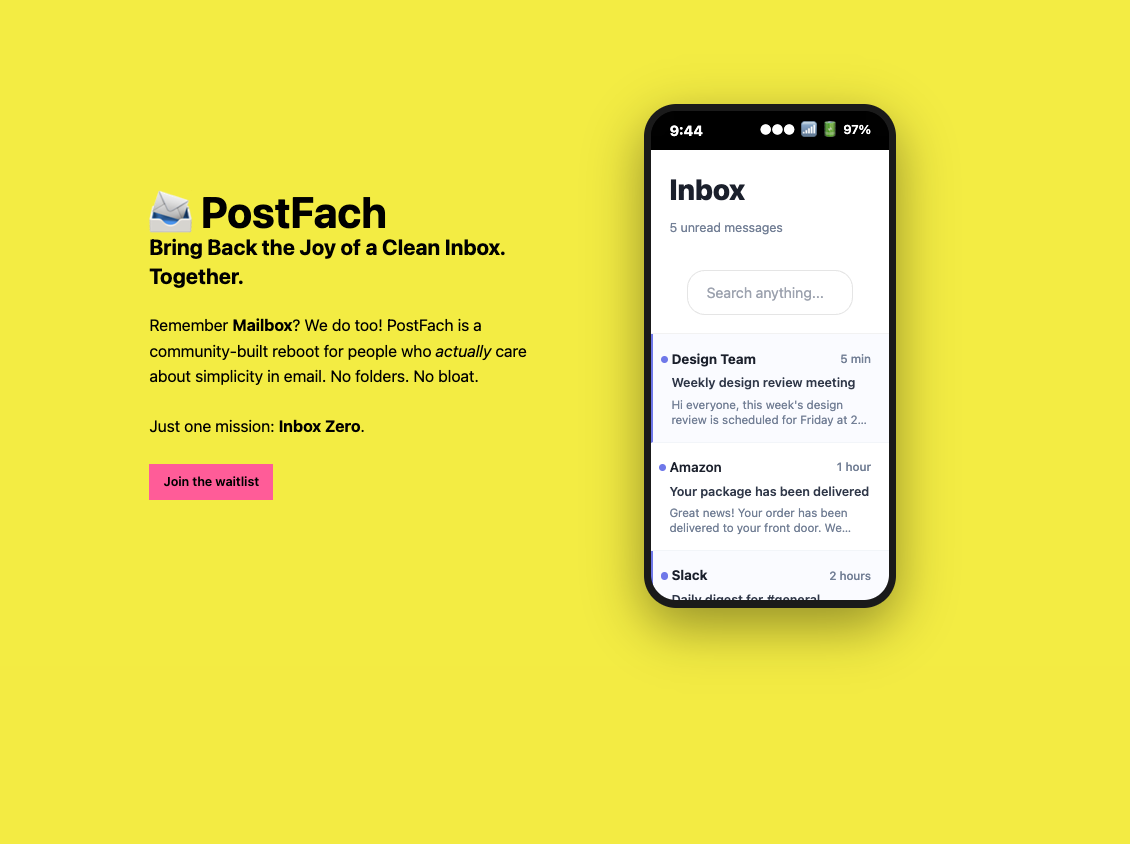 PostFach
Bring Back the Joy of a Clean Inbox.
Together.
Remember Mailbox? We do too! PostFach is a
community-built reboot for people who actually care
about simplicity in email. No folders. No bloat.
Just one mission: Inbox Zero.
Join the waitlist
9:44 97%
Inbox
5 unread messages
Search anything...
Design Team 5 min
Weekly design review meeting
Hi everyone, this week's design
review is scheduled for Friday at 2...
Amazon 1 hour
Your package has been delivered
Great news! Your order has been
delivered to your front door. We...
Slack 2 hours
Daily digest for #general